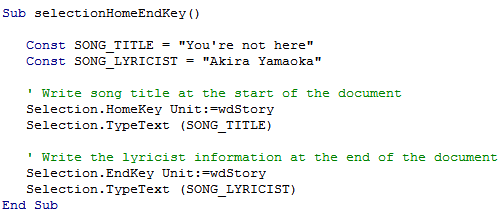 Sub selectionHomeEndKey()
Const SONG_TITLE = "You're not here"
Const SONG_LYRICIST = "Akira Yamaoka"
' Write song title at the start of the document
Selection.HomeKey Unit:=wdStory
Selection.TypeText (SONG_TITLE)
' Write the lyricist information at the end of the document
Selection.EndKey Unit:=wdStory
Selection.TypeText (SONG_LYRICIST)
End Sub